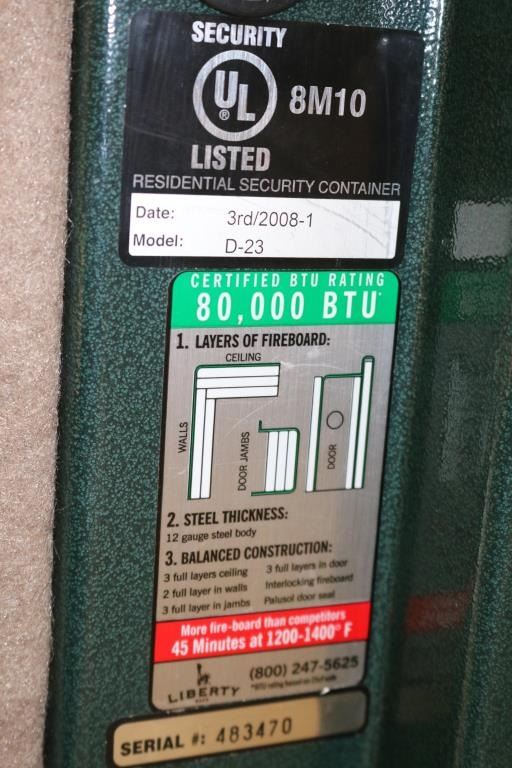 SECURITY
UL ® 8M10
LISTED
RESIDENTIAL SECURITY CONTAINER
Date: 3rd/2008-1
Model: D-23
CERTIFIED BTU RATING
80,000 BTU*
1. LAYERS OF FIREBOARD:
CEILING
WALLS
DOOR JAMBS
DOOR
2. STEEL THICKNESS:
12 gauge steel body
3. BALANCED CONSTRUCTION:
3 full layers ceiling 3 full layers in door
2 full layer in walls Interlocking fireboard
3 full layer in jambs Palusol door seal
More fire-board than competitors
45 Minutes at 1200-1400° F
(800) 247-5625
LIBERTY
*BTU rating based on
SERIAL #: 483470